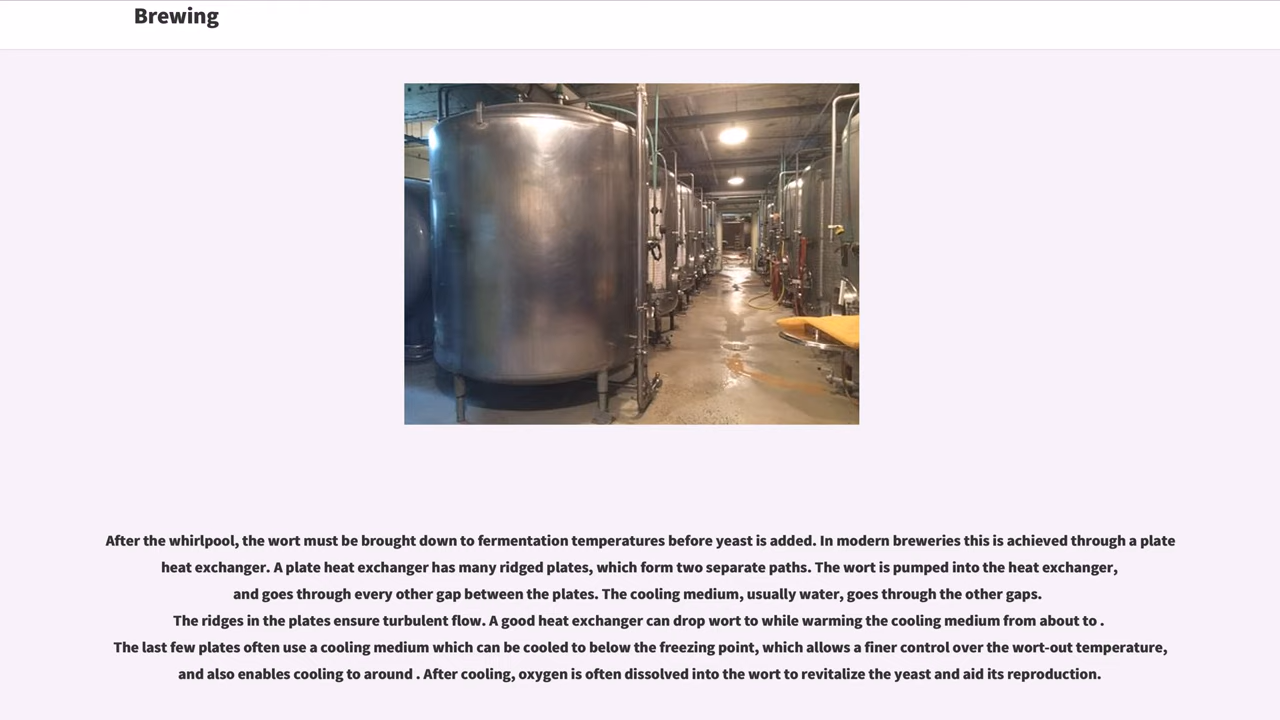 Brewing
After the whirlpool, the wort must be brought down to fermentation temperatures before yeast is added. In modern breweries this is achieved through a plate
heat exchanger. A plate heat exchanger has many ridged plates, which form two separate paths. The wort is pumped into the heat exchanger,
and goes through every other gap between the plates. The cooling medium, usually water, goes through the other gaps.
The ridges in the plates ensure turbulent flow. A good heat exchanger can drop wort to while warming the cooling medium from about to .
The last few plates often use a cooling medium which can be cooled to below the freezing point, which allows a finer control over the wort-out temperature,
and also enables cooling to around . After cooling, oxygen is often dissolved into the wort to revitalize the yeast and aid its reproduction.